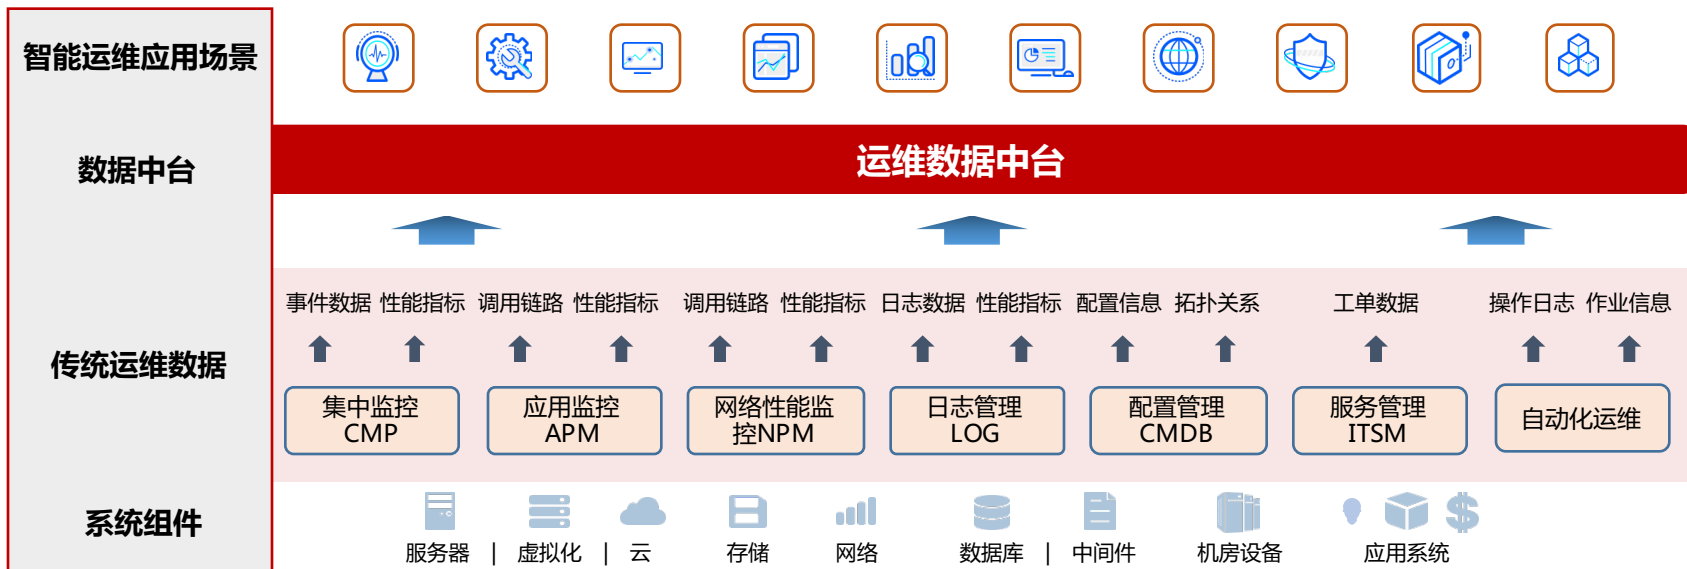 智能运维应用场景
数据中台
运维数据中台
传统运维数据
事件数据 性能指标 调用链路 性能指标 调用链路 性能指标 日志数据 性能指标 配置信息 拓扑关系 工单数据 操作日志 作业信息
集中监控
CMP
应用监控
APM
网络性能监
控NPM
日志管理
LOG
配置管理
CMDB
服务管理
ITSM
自动化运维
系统组件
服务器 | 虚拟化 | 云 存储 网络 数据库 | 中间件 机房设备 应用系统